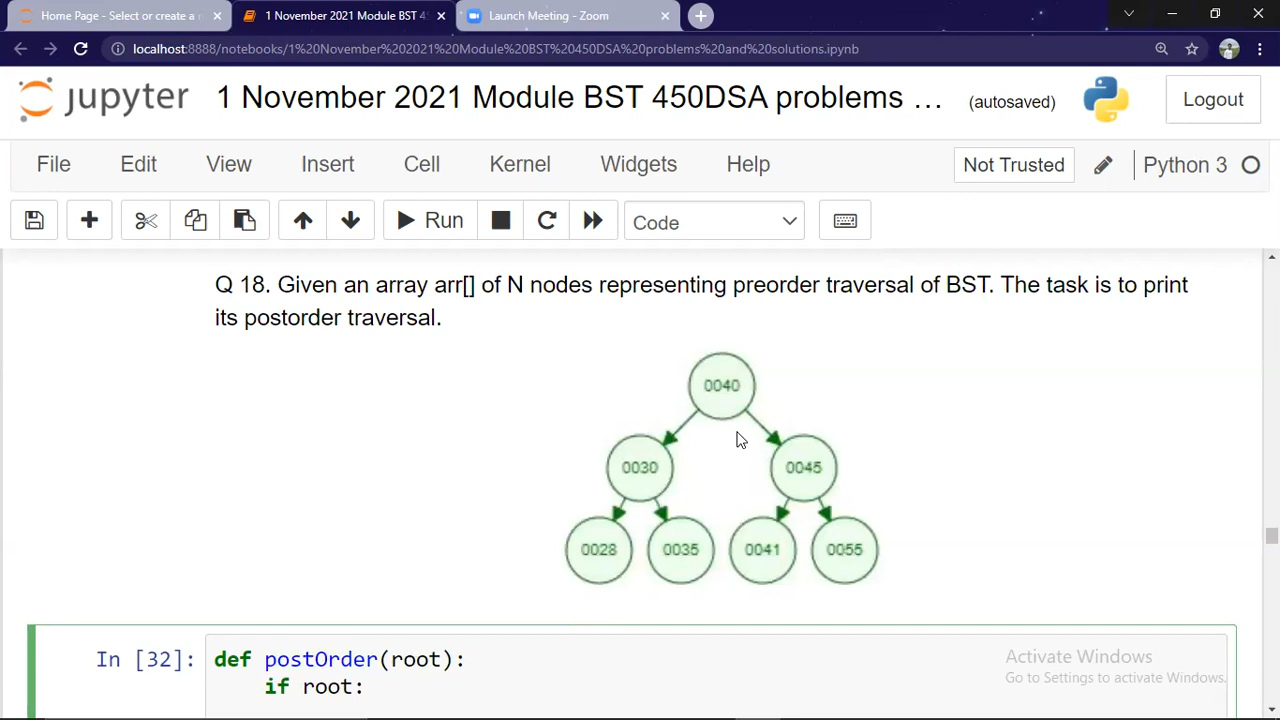 Home Page - Select or create a n
1 November 2021 Module BST 45
Launch Meeting - Zoom
localhost:8888/notebooks/1%20November%202021%20Module%20BST%20450DSA%20problems%20and%20solutions.ipynb
jupyter 1 November 2021 Module BST 450DSA problems … (autosaved) Logout
File Edit View Insert Cell Kernel Widgets Help Not Trusted Python 3
Run Code
Q 18. Given an array arr[] of N nodes representing preorder traversal of BST. The task is to print
its postorder traversal.
0040
0030 0045
0028 0035 0041 0055
In [32]: def postOrder(root):
if root:
Activate Windows
Go to Settings to activate Windows.